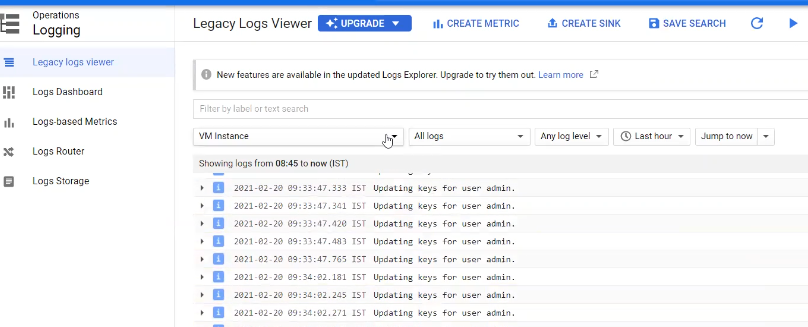 Operations
Logging
Legacy Logs Viewer
UPGRADE
CREATE METRIC
CREATE SINK
SAVE SEARCH
Legacy logs viewer
Logs Dashboard
Logs-based Metrics
Logs Router
Logs Storage
New features are available in the updated Logs Explorer. Upgrade to try them out. Learn more
Filter by label or text search
VM Instance
All logs
Any log level
Last hour
Jump to now
Showing logs from 08:45 to now (IST)
2021-02-20 09:33:47.333 IST Updating keys for user admin.
2021-02-20 09:33:47.341 IST Updating keys for user admin.
2021-02-20 09:33:47.420 IST Updating keys for user admin.
2021-02-20 09:33:47.483 IST Updating keys for user admin.
2021-02-20 09:33:47.765 IST Updating keys for user admin.
2021-02-20 09:34:02.181 IST Updating keys for user admin.
2021-02-20 09:34:02.245 IST Updating keys for user admin.
2021-02-20 09:34:02.271 IST Updating keys for user admin.